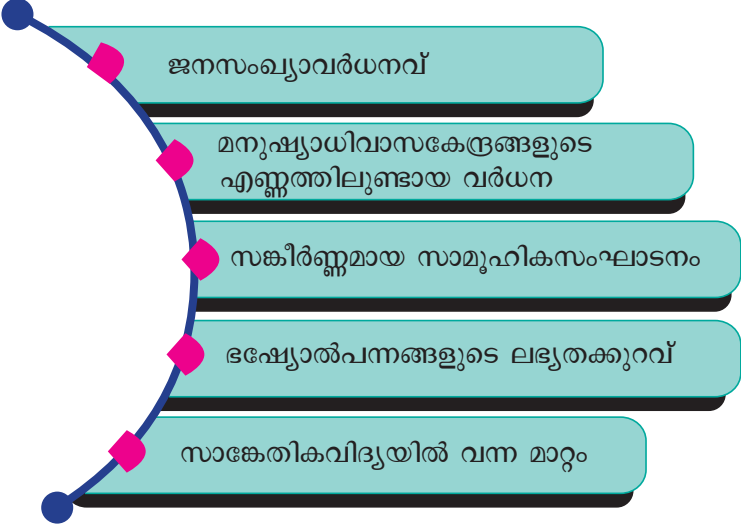 ജനസംഖ്യാവർധനവ്
മനുഷ്യാധിവാസകേന്ദ്രങ്ങളുടെ
എണ്ണത്തിലുണ്ടായ വർധന
സങ്കീർണ്ണമായ സാമൂഹികസംഘാടനം
ഭഷ്യോൽപന്നങ്ങളുടെ ലഭ്യതക്കുറവ്
സാങ്കേതികവിദ്യയിൽ വന്ന മാറ്റം